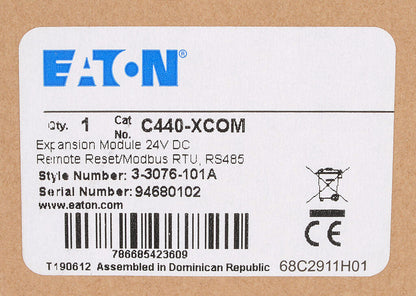 EATON®
Qty. 1 Cat No. C440-XCOM
Expansion Module 24V DC
Remote Reset/Modbus RTU, RS485
Style Number: 3-3076-101A
Serial Number: 94680102
www.eaton.com
786685423609
T190612 Assembled in Dominican Republic 68C2911H01
CE